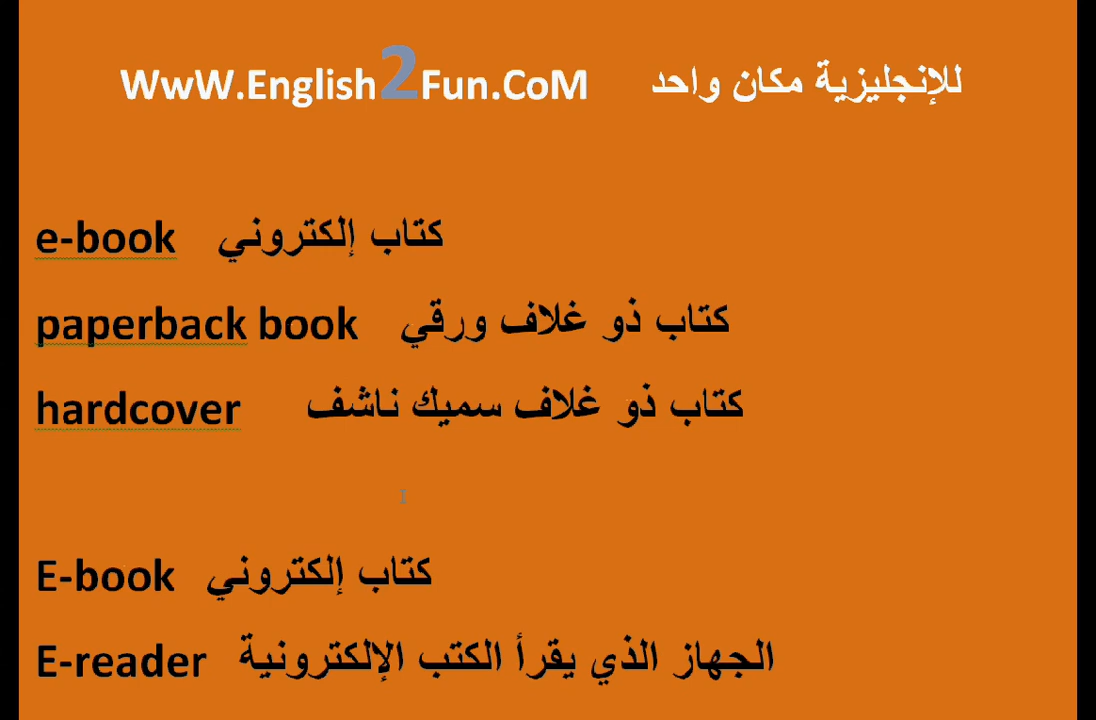 WwW.English2Fun.CoM للإنجليزية مكان واحد
e-book كتاب إلكتروني
paperback book كتاب ذو غلاف ورقي
hardcover كتاب ذو غلاف سميك ناشف
E-book كتاب إلكتروني
E-reader الجهاز الذي يقرأ الكتب الإلكترونية